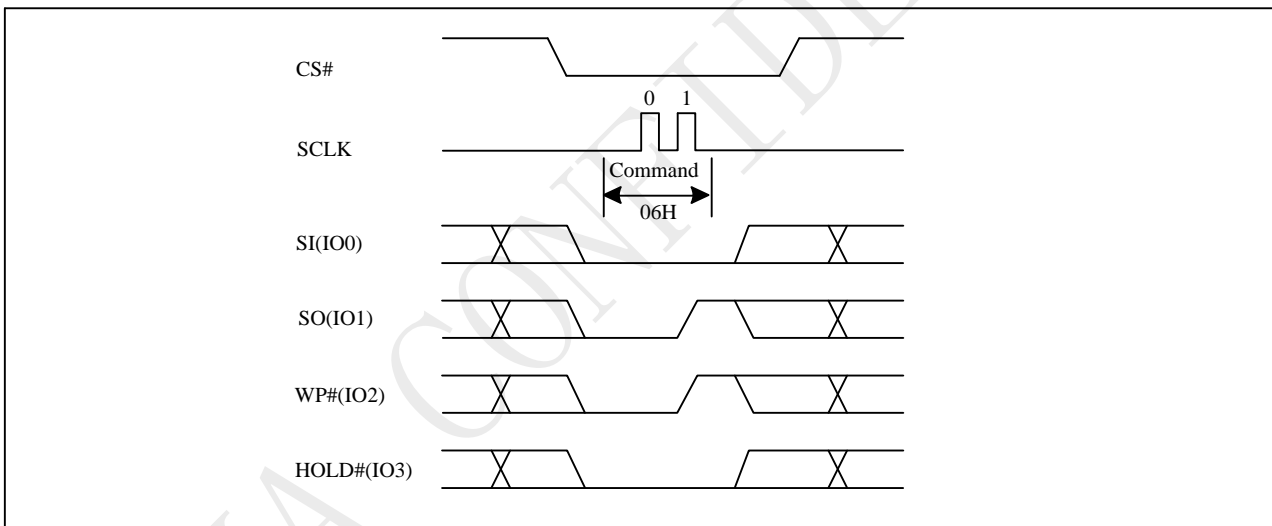 CS#
0 1
SCLK
Command
06H
SI(IO0)
SO(IO1)
WP#(IO2)
HOLD#(IO3)